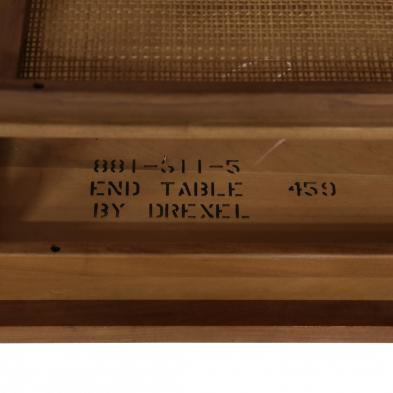 881-511-5
END TABLE 459
BY DREXEL